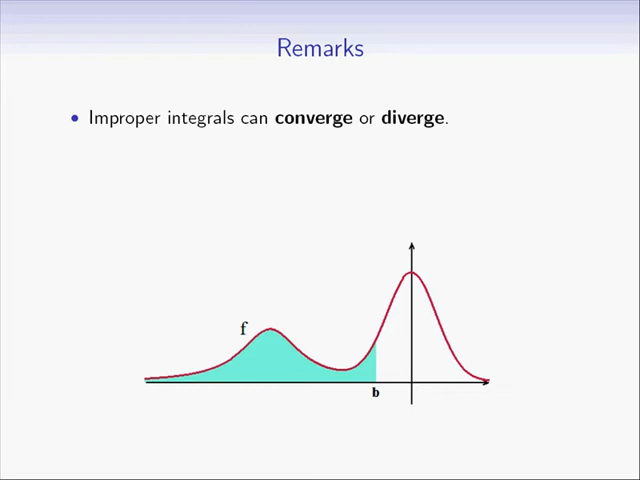 Remarks
• Improper integrals can converge or diverge.
f
b